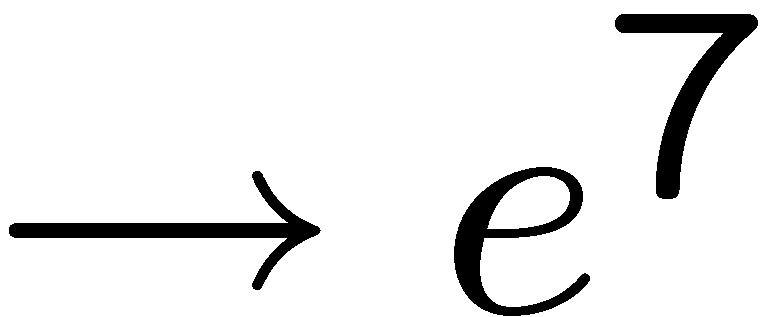 → e⁷